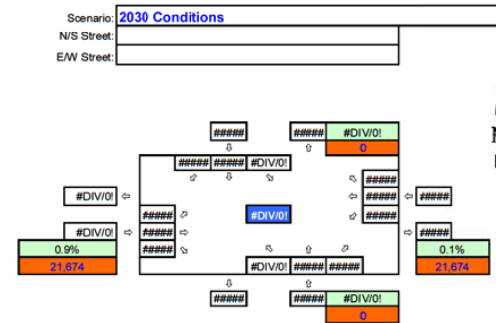 Scenario: 2030 Conditions
N/S Street:
E/W Street:
##### ##### #DIV/0!
0
##### ##### #DIV/0!
#####
#DIV/0! ##### #####
##### #DIV/0! #####
#DIV/0! ##### #####
0.9% ##### 0.1%
21,674 #DIV/0! ##### ##### 21,674
##### ##### #DIV/0!
0